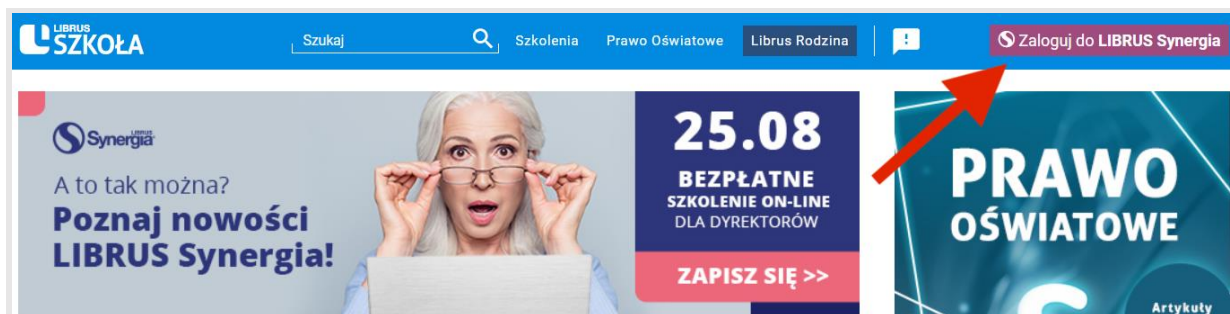 LIBRUS
SZKOŁA
Szukaj
Szkolenia
Prawo Oświatowe
Librus Rodzina
Zaloguj do LIBRUS Synergia
LIBRUS
Synergia
A to tak można?
Poznaj nowości
LIBRUS Synergia!
25.08
BEZPŁATNE
SZKOLENIE ON-LINE
DLA DYREKTORÓW
ZAPISZ SIĘ >>
PRAWO
OŚWIATOWE
Artykuły